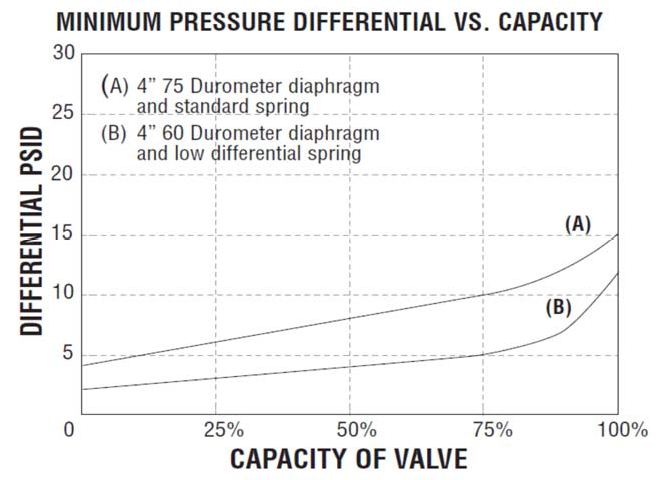 MINIMUM PRESSURE DIFFERENTIAL VS. CAPACITY
30
(A) 4” 75 Durometer diaphragm
and standard spring
25
(B) 4” 60 Durometer diaphragm
and low differential spring
20
15
(A)
10
(B)
5
DIFFERENTIAL PSID
0 25% 50% 75% 100%
CAPACITY OF VALVE